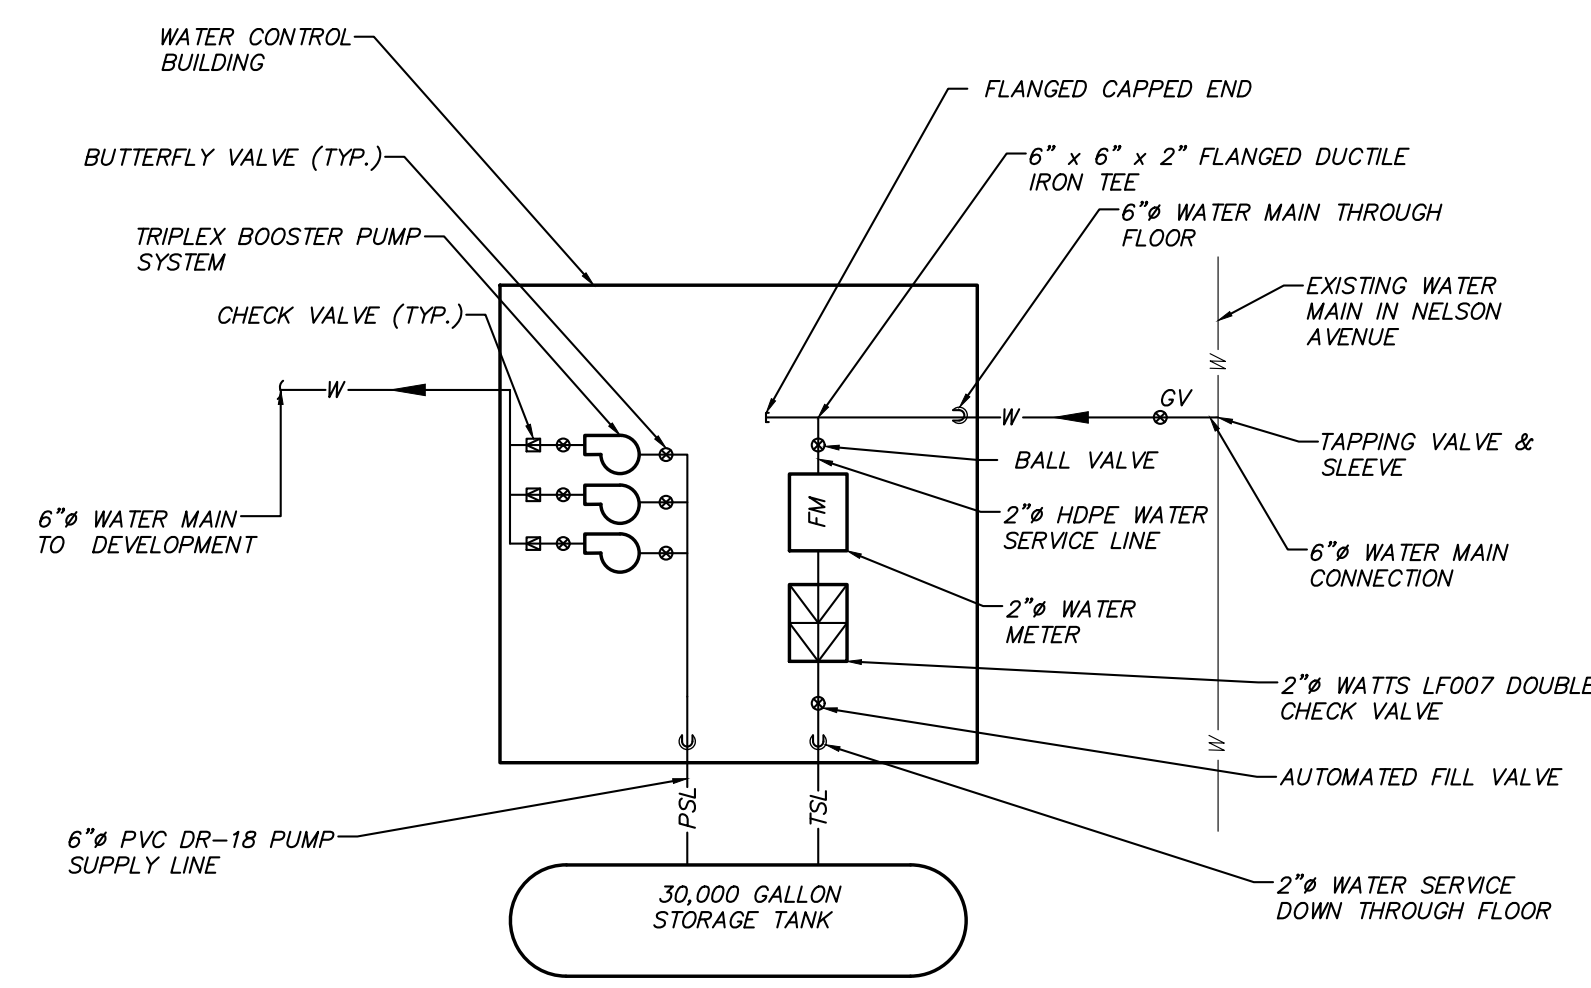 WATER CONTROL
BUILDING
FLANGED CAPPED END
BUTTERFLY VALVE (TYP.)
6" x 6" x 2" FLANGED DUCTILE
IRON TEE
6"ø WATER MAIN THROUGH
FLOOR
TRIPLEX BOOSTER PUMP
SYSTEM
EXISTING WATER
MAIN IN NELSON
AVENUE
CHECK VALVE (TYP.)
W
W
GV
W
TAPPING VALVE &
SLEEVE
BALL VALVE
6"ø WATER MAIN
TO DEVELOPMENT
FM
2"ø HDPE WATER
SERVICE LINE
6"ø WATER MAIN
CONNECTION
2"ø WATER
METER
2"ø WATTS LF007 DOUBLE
CHECK VALVE
W
AUTOMATED FILL VALVE
PSL
TSL
6"ø PVC DR-18 PUMP
SUPPLY LINE
30,000 GALLON
STORAGE TANK
2"ø WATER SERVICE
DOWN THROUGH FLOOR